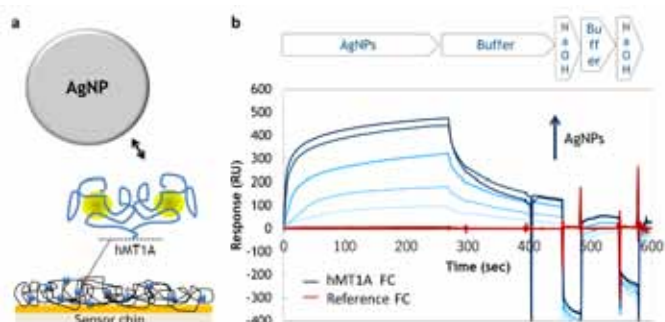 a
AgNP
hMT1A
Sensor chip
b
AgNPs
Buffer
NaOH
Buffer
NaOH
Response (RU)
600
500
400
300
200
100
0
-100
-200
-300
-400
0
100
200
300
400
500
600
Time (sec)
AgNPs
hMT1A FC
Reference FC